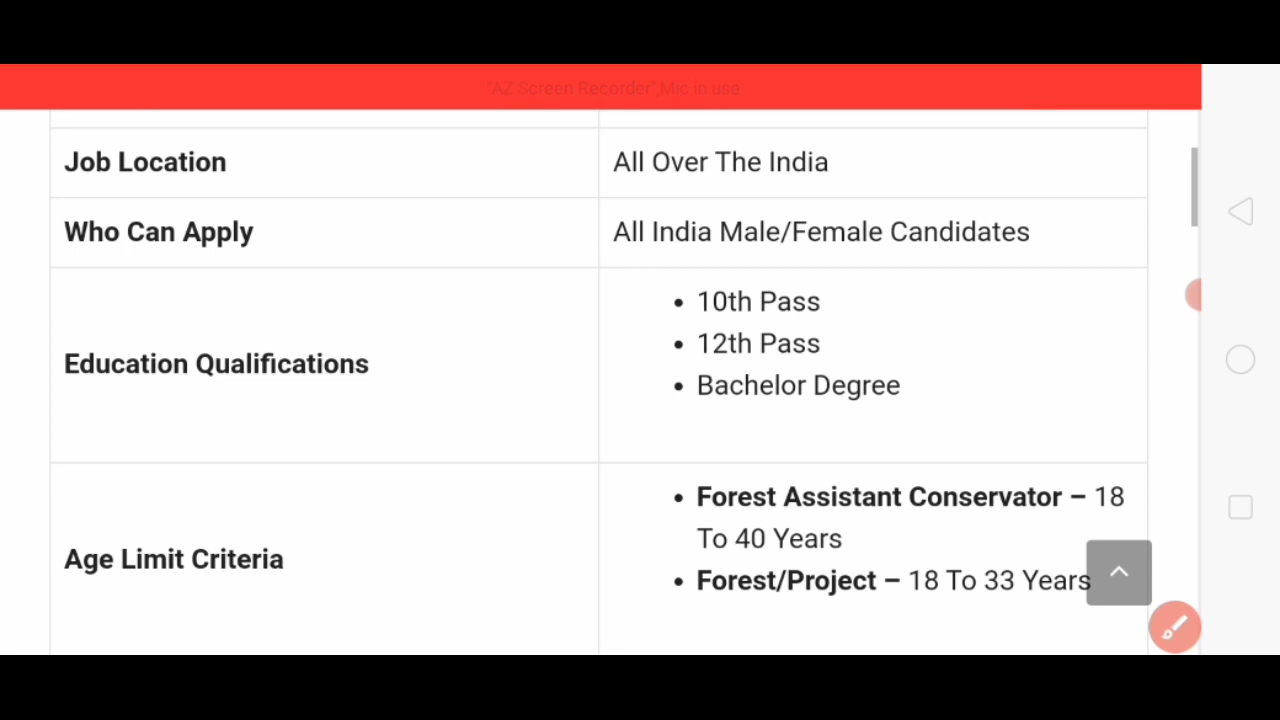 "AZ Screen Recorder",Mic in use
Job Location
All Over The India
Who Can Apply
All India Male/Female Candidates
Education Qualifications
• 10th Pass
• 12th Pass
• Bachelor Degree
Age Limit Criteria
• Forest Assistant Conservator – 18
To 40 Years
• Forest/Project – 18 To 33 Years